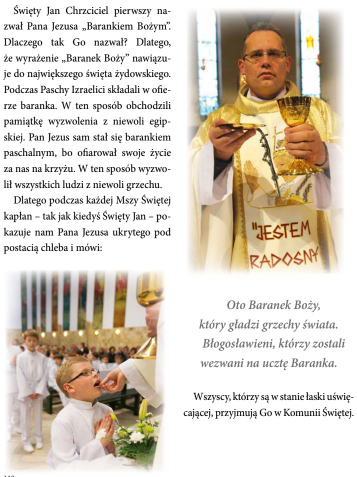 Święty Jan Chrzciciel pierwszy na-
zwał Pana Jezusa „Barankiem Bożym”.
Dlaczego tak Go nazwał? Dlatego,
że wyrażenie „Baranek Boży” nawiązu-
je do największego święta żydowskiego.
Podczas Paschy Izraelici składali w ofie-
rze baranka. W ten sposób obchodzili
pamiątkę wyzwolenia z niewoli egip-
skiej. Pan Jezus sam stał się barankiem
paschalnym, bo ofiarował swoje życie
za nas na krzyżu. W ten sposób wyzwo-
lił wszystkich ludzi z niewoli grzechu.
Dlatego podczas każdej Mszy Świętej
kapłan – tak jak kiedyś Święty Jan – po-
kazuje nam Pana Jezusa ukrytego pod
postacią chleba i mówi:
"JESTEM
RADOSNY
Oto Baranek Boży,
który gładzi grzechy świata.
Błogosławieni, którzy zostali
wezwani na ucztę Baranka.
Wszyscy, którzy są w stanie łaski uświę-
cającej, przyjmują Go w Komunii Świętej.